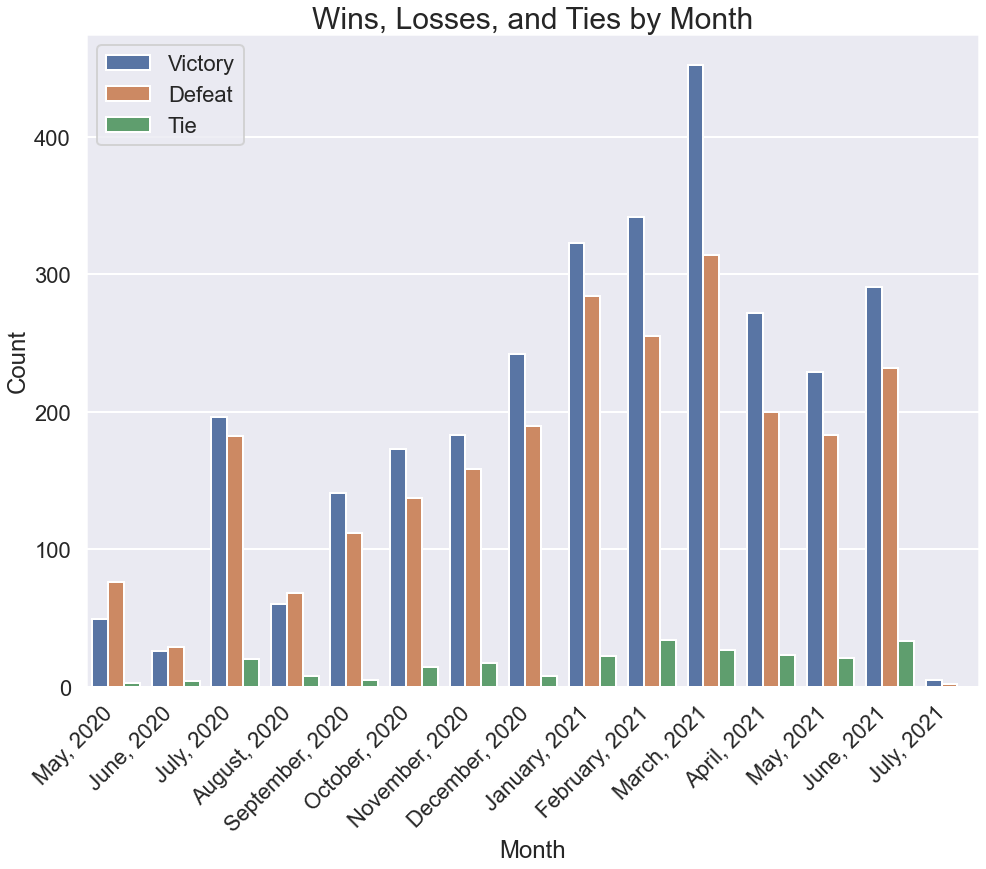 Wins, Losses, and Ties by Month
Victory
Defeat
Tie
400
300
200
100
0
Count
May, 2020
June, 2020
July, 2020
August, 2020
September, 2020
October, 2020
November, 2020
December, 2020
January, 2021
February, 2021
March, 2021
April, 2021
May, 2021
June, 2021
July, 2021
Month